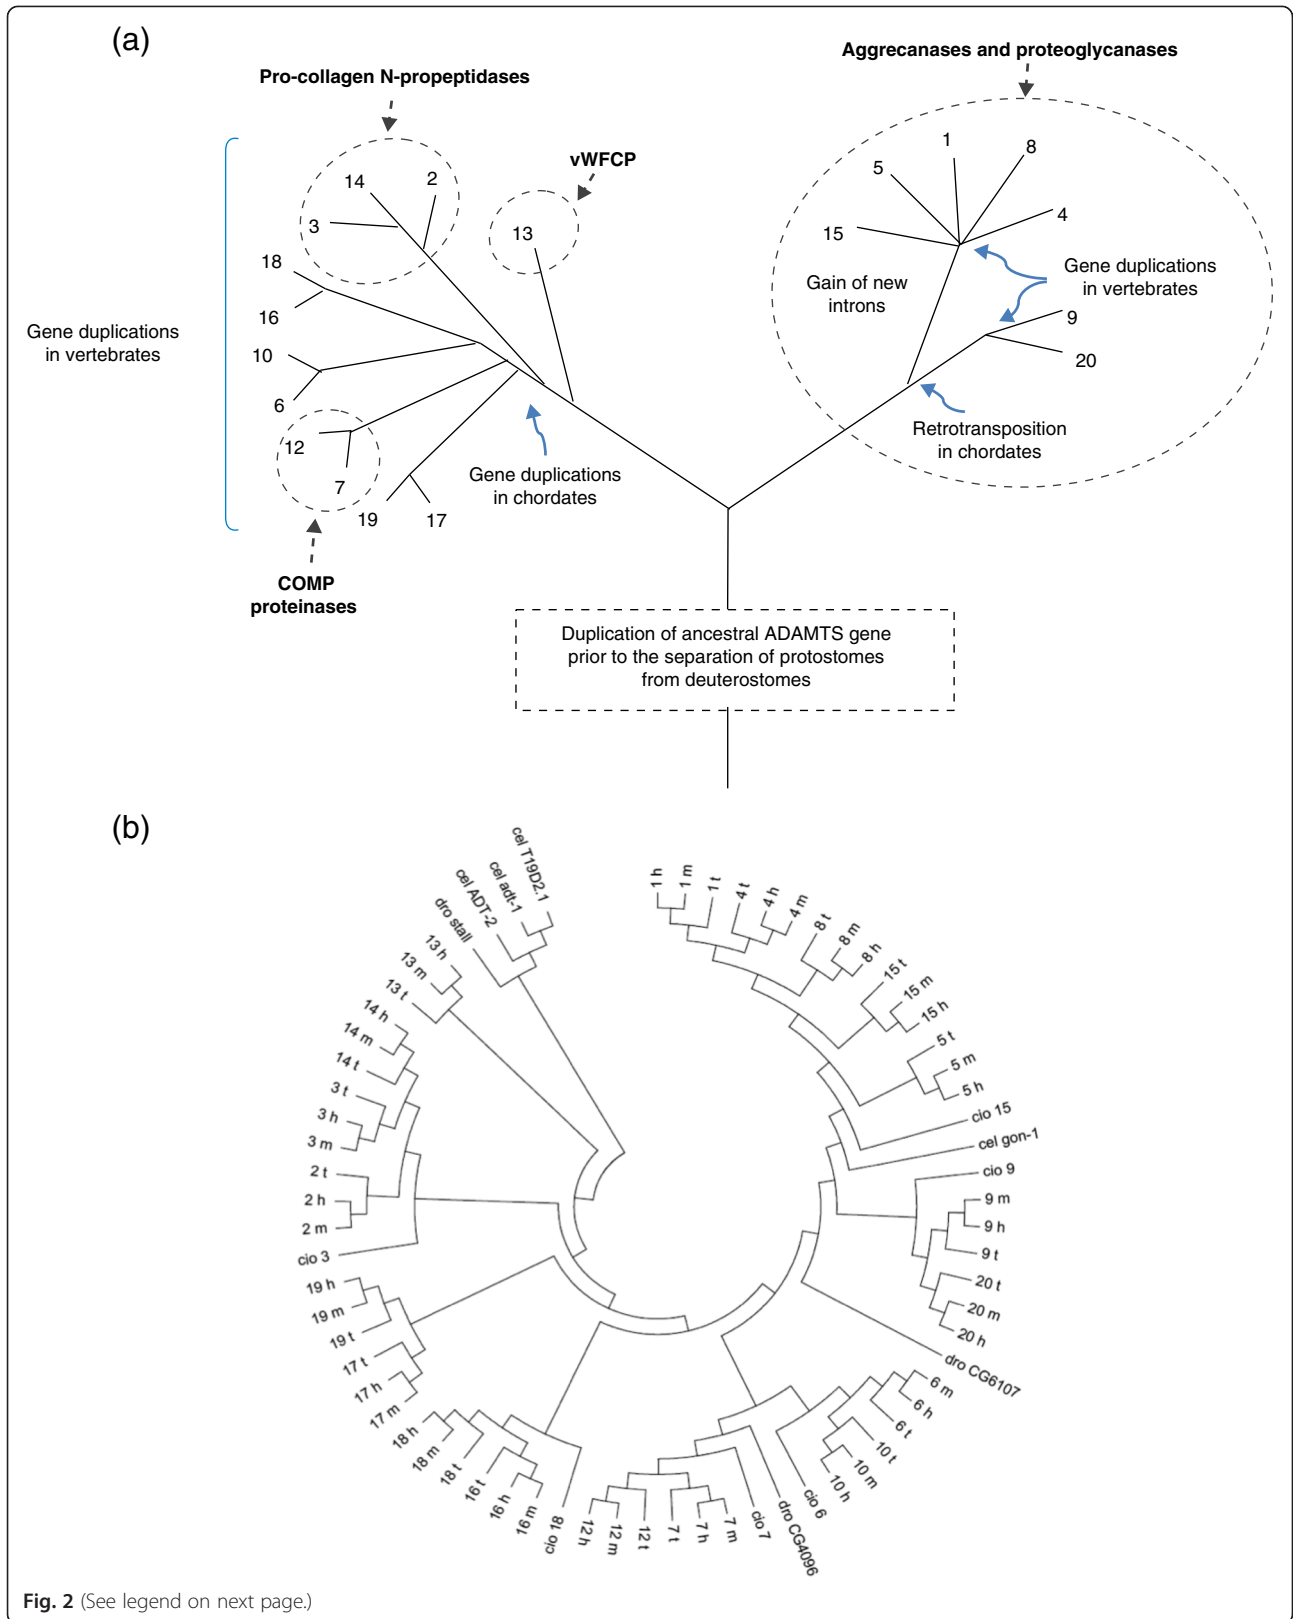 (a)
Aggrecanases and proteoglycanases
Pro-collagen N-propeptidases
vWFCP
14
2
3
13
18
16
10
6
12
7
19
17
Gene duplications
in vertebrates
Gene duplications
in chordates
COMP
proteinases
1
8
5
4
15
Gain of new
introns
Gene duplications
in vertebrates
9
20
Retrotransposition
in chordates
Duplication of ancestral ADAMTS gene
prior to the separation of protostomes
from deuterostomes
(b)
1 h
1 m
1 t
4 t
4 h
4 m
8 t
8 m
8 h
15 t
15 m
15 h
5 t
5 m
5 h
cio 15
cel gon-1
cio 9
9 m
9 h
9 t
20 t
20 m
20 h
dro CG6107
6 m
6 h
6 t
10 t
10 m
10 h
cio 6
dro CG4096
cio 7
7 m
7 h
7 t
12 t
12 m
12 h
cio 18
16 m
16 h
16 t
18 t
18 m
18 h
17 m
17 h
17 t
19 t
19 m
19 h
cio 3
2 m
2 h
2 t
3 m
3 h
3 t
14 t
14 m
14 h
13 t
13 m
13 h
dro stall
cel ADT-2
cel adt-1
cel T19D2.1
Fig. 2 (See legend on next page.)